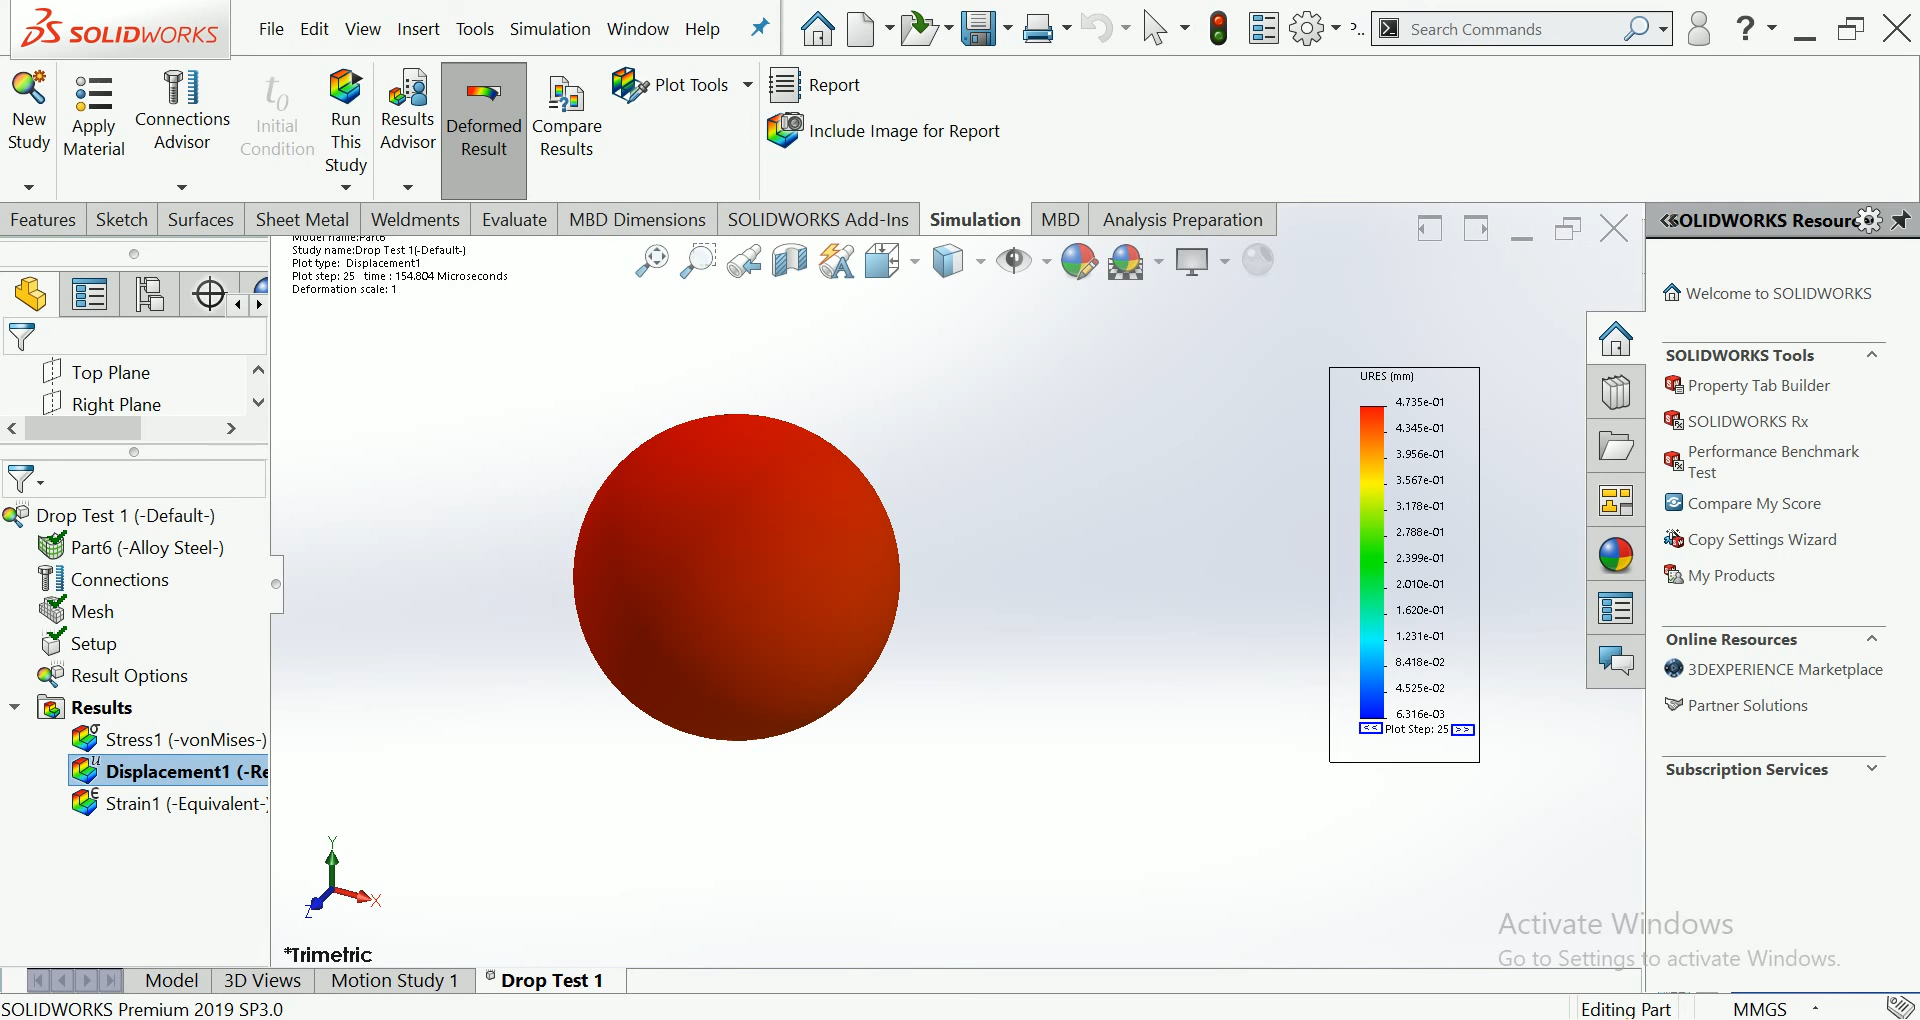 SOLIDWORKS
File Edit View Insert Tools Simulation Window Help
Search Commands
?
New Study
Apply Material
Connections Advisor
Initial Condition
Run This Study
Results Advisor
Deformed Result
Compare Results
Plot Tools
Report
Include Image for Report
Features Sketch Surfaces Sheet Metal Weldments Evaluate MBD Dimensions SOLIDWORKS Add-Ins Simulation MBD Analysis Preparation
Model name:Part6
Study name:Drop Test 1(-Default-)
Plot type: Displacement1
Plot step: 25 time : 154.804 Microseconds
Deformation scale: 1
Top Plane
Right Plane
Drop Test 1 (-Default-)
Part6 (-Alloy Steel-)
Connections
Mesh
Setup
Result Options
Results
Stress1 (-vonMises-)
Displacement1 (-Re
Strain1 (-Equivalent-)
URES (mm)
4.735e-01
4.345e-01
3.956e-01
3.567e-01
3.178e-01
2.788e-01
2.399e-01
2.010e-01
1.620e-01
1.231e-01
8.418e-02
4.525e-02
6.316e-03
<< Plot Step: 25 >>
Y
X
Z
*Trimetric
SOLIDWORKS Resour
Welcome to SOLIDWORKS
SOLIDWORKS Tools
Property Tab Builder
SOLIDWORKS Rx
Performance Benchmark
Test
Compare My Score
Copy Settings Wizard
My Products
Online Resources
3DEXPERIENCE Marketplace
Partner Solutions
Subscription Services
Activate Windows
Go to Settings to activate Windows.
Model 3D Views Motion Study 1 Drop Test 1
SOLIDWORKS Premium 2019 SP3.0
Editing Part
MMGS